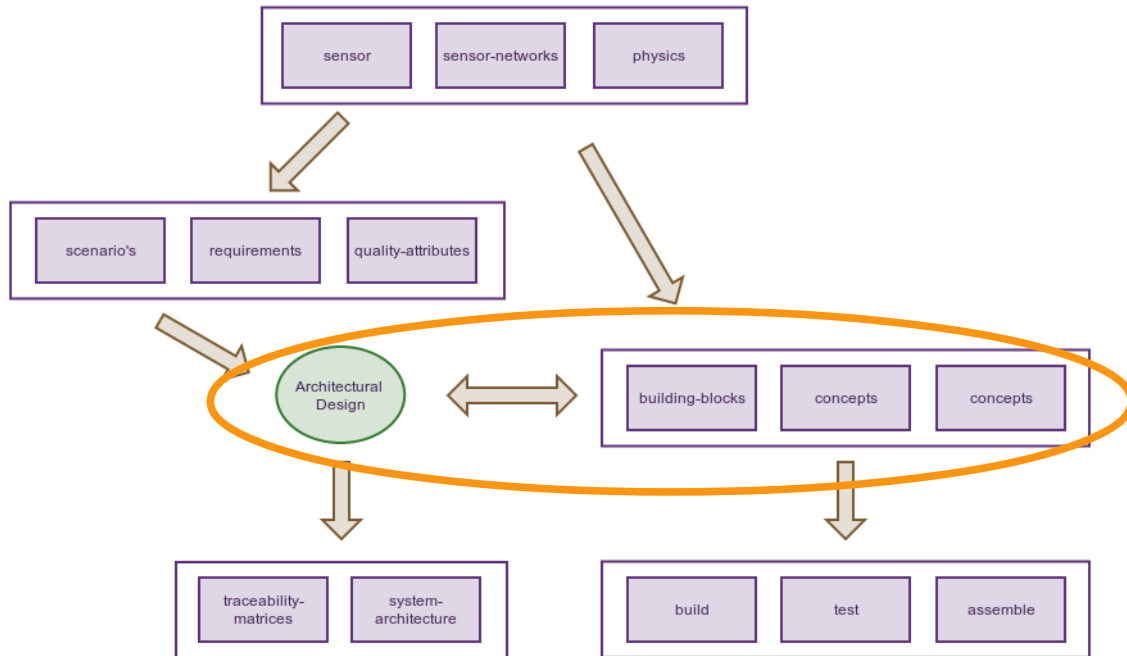 sensor
sensor-networks
physics
scenario's
requirements
quality-attributes
Architectural
Design
building-blocks
concepts
concepts
traceability-
matrices
system-
architecture
build
test
assemble